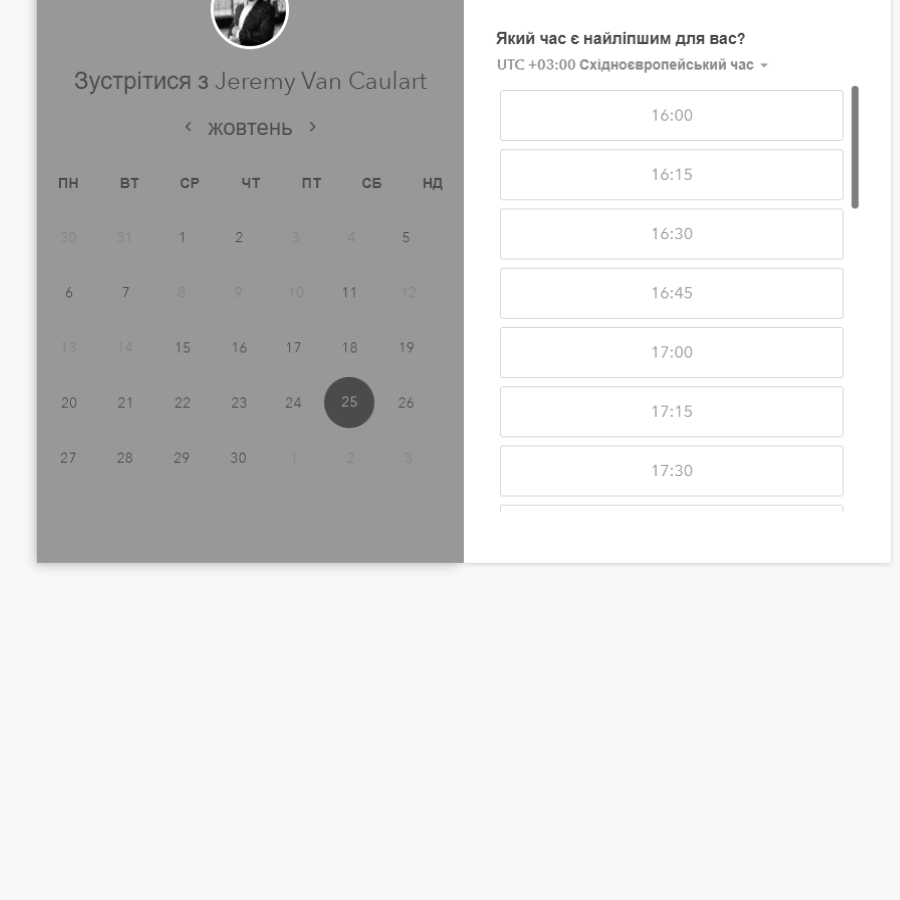 Зустрітися з Jeremy Van Caulart
жовтень
ПН ВТ СР ЧТ ПТ СБ НД
30 31 1 2 3 4 5
6 7 8 9 10 11 12
13 14 15 16 17 18 19
20 21 22 23 24 25 26
27 28 29 30 1 2 3
Який час є найліпшим для вас?
UTC +03:00 Східноєвропейський час
16:00
16:15
16:30
16:45
17:00
17:15
17:30